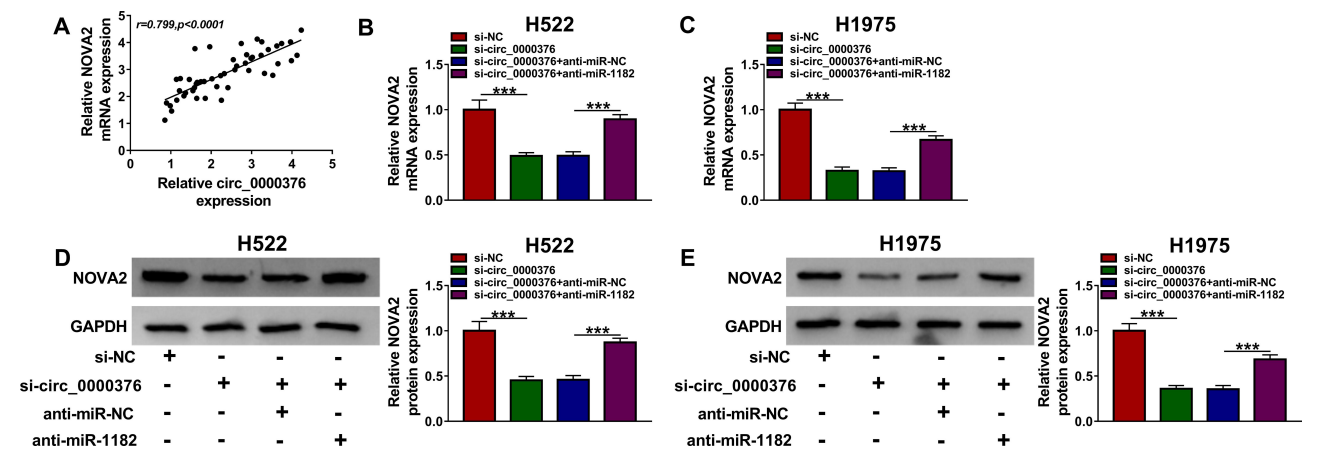 A
r=0.799,p<0.0001
Relative NOVA2
mRNA expression
5
4
3
2
1
0
0 1 2 3 4 5
Relative circ_0000376
expression
B
H522
si-NC
si-circ_0000376
si-circ_0000376+anti-miR-NC
si-circ_0000376+anti-miR-1182
Relative NOVA2
mRNA expression
1.5
1.0
0.5
0.0
***
***
C
H1975
si-NC
si-circ_0000376
si-circ_0000376+anti-miR-NC
si-circ_0000376+anti-miR-1182
Relative NOVA2
mRNA expression
1.5
1.0
0.5
0.0
***
***
D
H522
NOVA2
GAPDH
si-NC + - - -
si-circ_0000376 - + + +
anti-miR-NC - - + -
anti-miR-1182 - - - +
H522
si-NC
si-circ_0000376
si-circ_0000376+anti-miR-NC
si-circ_0000376+anti-miR-1182
Relative NOVA2
protein expression
1.5
1.0
0.5
0.0
***
***
E
H1975
NOVA2
GAPDH
si-NC + - - -
si-circ_0000376 - + + +
anti-miR-NC - - + -
anti-miR-1182 - - - +
H1975
si-NC
si-circ_0000376
si-circ_0000376+anti-miR-NC
si-circ_0000376+anti-miR-1182
Relative NOVA2
protein expression
1.5
1.0
0.5
0.0
***
***